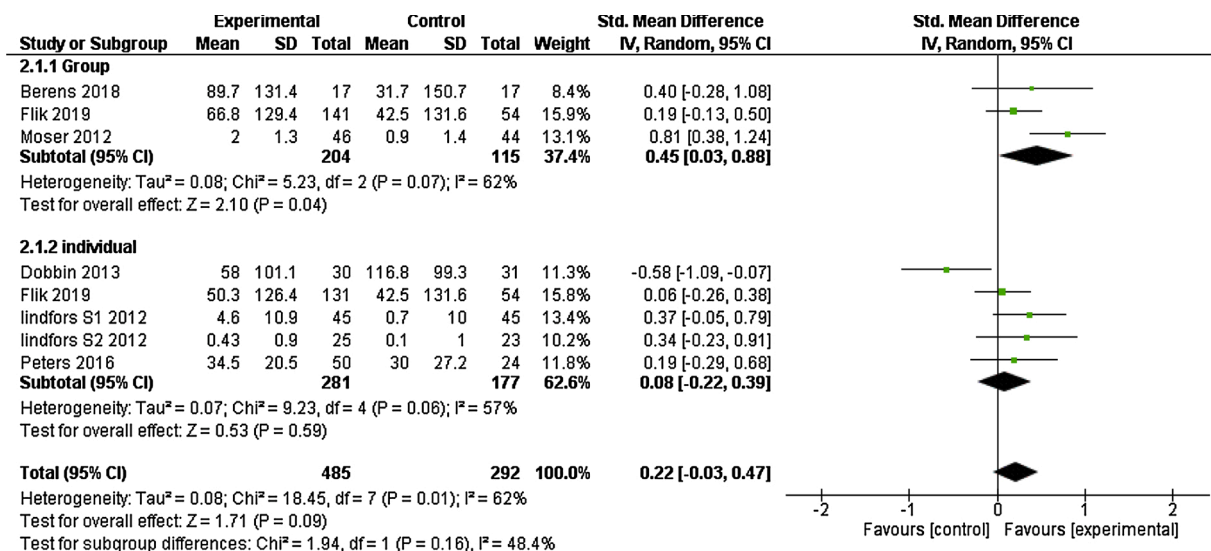 Experimental Control Std. Mean Difference Std. Mean Difference
Study or Subgroup Mean SD Total Mean SD Total Weight IV, Random, 95% CI IV, Random, 95% CI
2.1.1 Group
Berens 2018 89.7 131.4 17 31.7 150.7 17 8.4% 0.40 [-0.28, 1.08]
Flik 2019 66.8 129.4 141 42.5 131.6 54 15.9% 0.19 [-0.13, 0.50]
Moser 2012 2 1.3 46 0.9 1.4 44 13.1% 0.81 [0.38, 1.24]
Subtotal (95% CI) 204 115 37.4% 0.45 [0.03, 0.88]
Heterogeneity: Tau² = 0.08; Chi² = 5.23, df = 2 (P = 0.07); I² = 62%
Test for overall effect: Z = 2.10 (P = 0.04)
2.1.2 individual
Dobbin 2013 58 101.1 30 116.8 99.3 31 11.3% -0.58 [-1.09, -0.07]
Flik 2019 50.3 126.4 131 42.5 131.6 54 15.8% 0.06 [-0.26, 0.38]
lindfors S1 2012 4.6 10.9 45 0.7 10 45 13.4% 0.37 [-0.05, 0.79]
lindfors S2 2012 0.43 0.9 25 0.1 1 23 10.2% 0.34 [-0.23, 0.91]
Peters 2016 34.5 20.5 50 30 27.2 24 11.8% 0.19 [-0.29, 0.68]
Subtotal (95% CI) 281 177 62.6% 0.08 [-0.22, 0.39]
Heterogeneity: Tau² = 0.07; Chi² = 9.23, df = 4 (P = 0.06); I² = 57%
Test for overall effect: Z = 0.53 (P = 0.59)
Total (95% CI) 485 292 100.0% 0.22 [-0.03, 0.47]
Heterogeneity: Tau² = 0.08; Chi² = 18.45, df = 7 (P = 0.01); I² = 62%
Test for overall effect: Z = 1.71 (P = 0.09)
Test for subgroup differences: Chi² = 1.94, df = 1 (P = 0.16), I² = 48.4%
-2 -1 0 1 2
Favours [control] Favours [experimental]